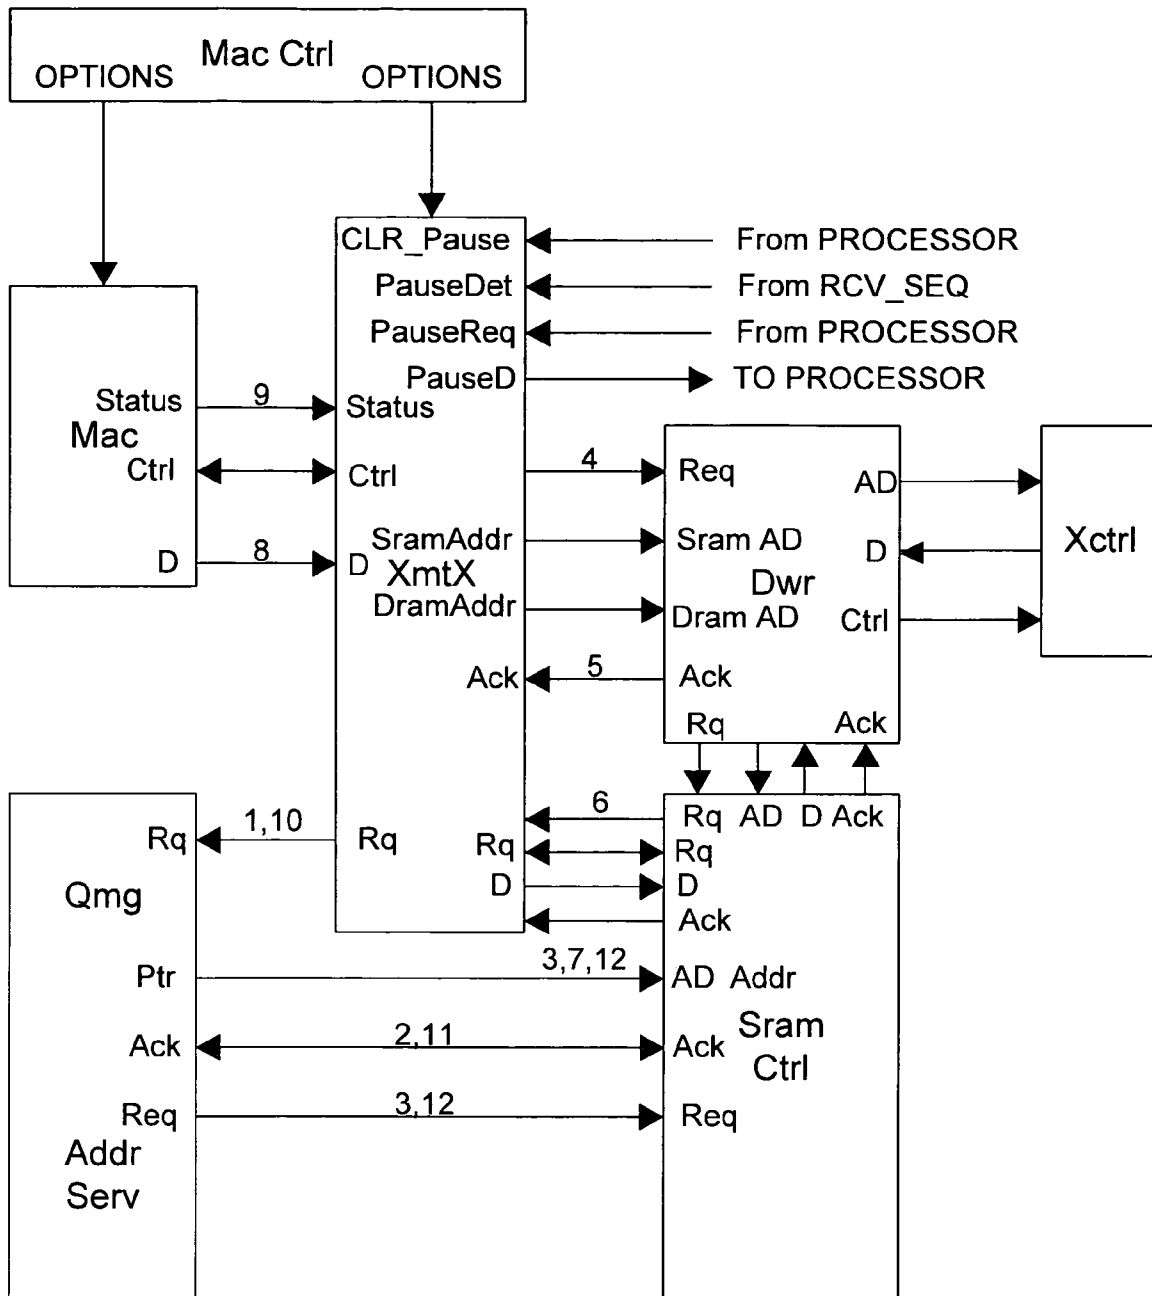 Mac Ctrl
OPTIONS OPTIONS
CLR_Pause From PROCESSOR
PauseDet From RCV_SEQ
PauseReq From PROCESSOR
PauseD TO PROCESSOR
Status 9 Status
Mac
Ctrl Ctrl 4 Req AD
SramAddr Sram AD
D 8 D XmtX Dwr D Xctrl
DramAddr Dram AD Ctrl
Ack 5 Ack
Rq Ack
6 Rq AD D Ack
Rq 1,10 Rq Rq Rq
Qmg D D
Ack
Ptr 3,7,12 AD Addr
Sram
Ack 2,11 Ack Ctrl
Req 3,12 Req
Addr
Serv